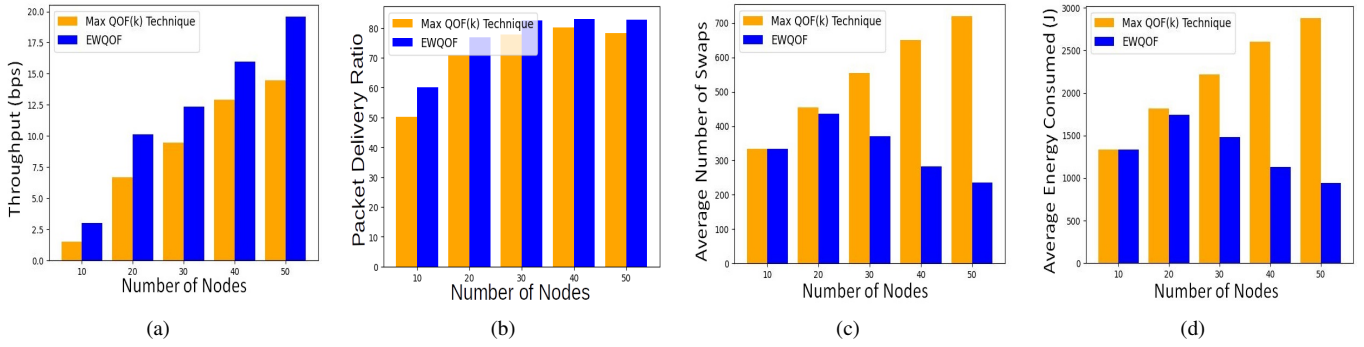 20.0
17.5
15.0
12.5
10.0
7.5
5.0
2.5
0.0
Throughput (bps)
Max QOF(k) Technique
EWQOF
10 20 30 40 50
Number of Nodes
(a)
80
70
60
50
40
30
20
10
0
Packet Delivery Ratio
Max QOF(k) Technique
EWQOF
10 20 30 40 50
Number of Nodes
(b)
700
600
500
400
300
200
100
0
Average Number of Swaps
Max QOF(k) Technique
EWQOF
10 20 30 40 50
Number of Nodes
(c)
3000
2500
2000
1500
1000
500
0
Average Energy Consumed (J)
Max QOF(k) Technique
EWQOF
10 20 30 40 50
Number of Nodes
(d)